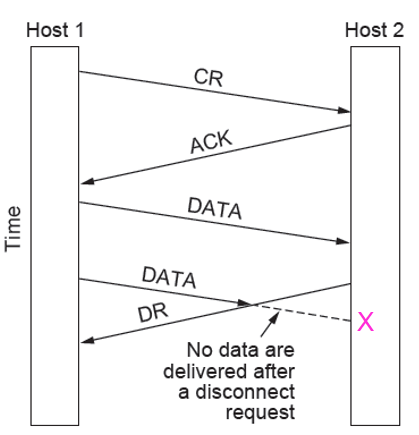 Host 1
Host 2
CR
ACK
DATA
Time
DATA
DR
X
No data are
delivered after
a disconnect
request